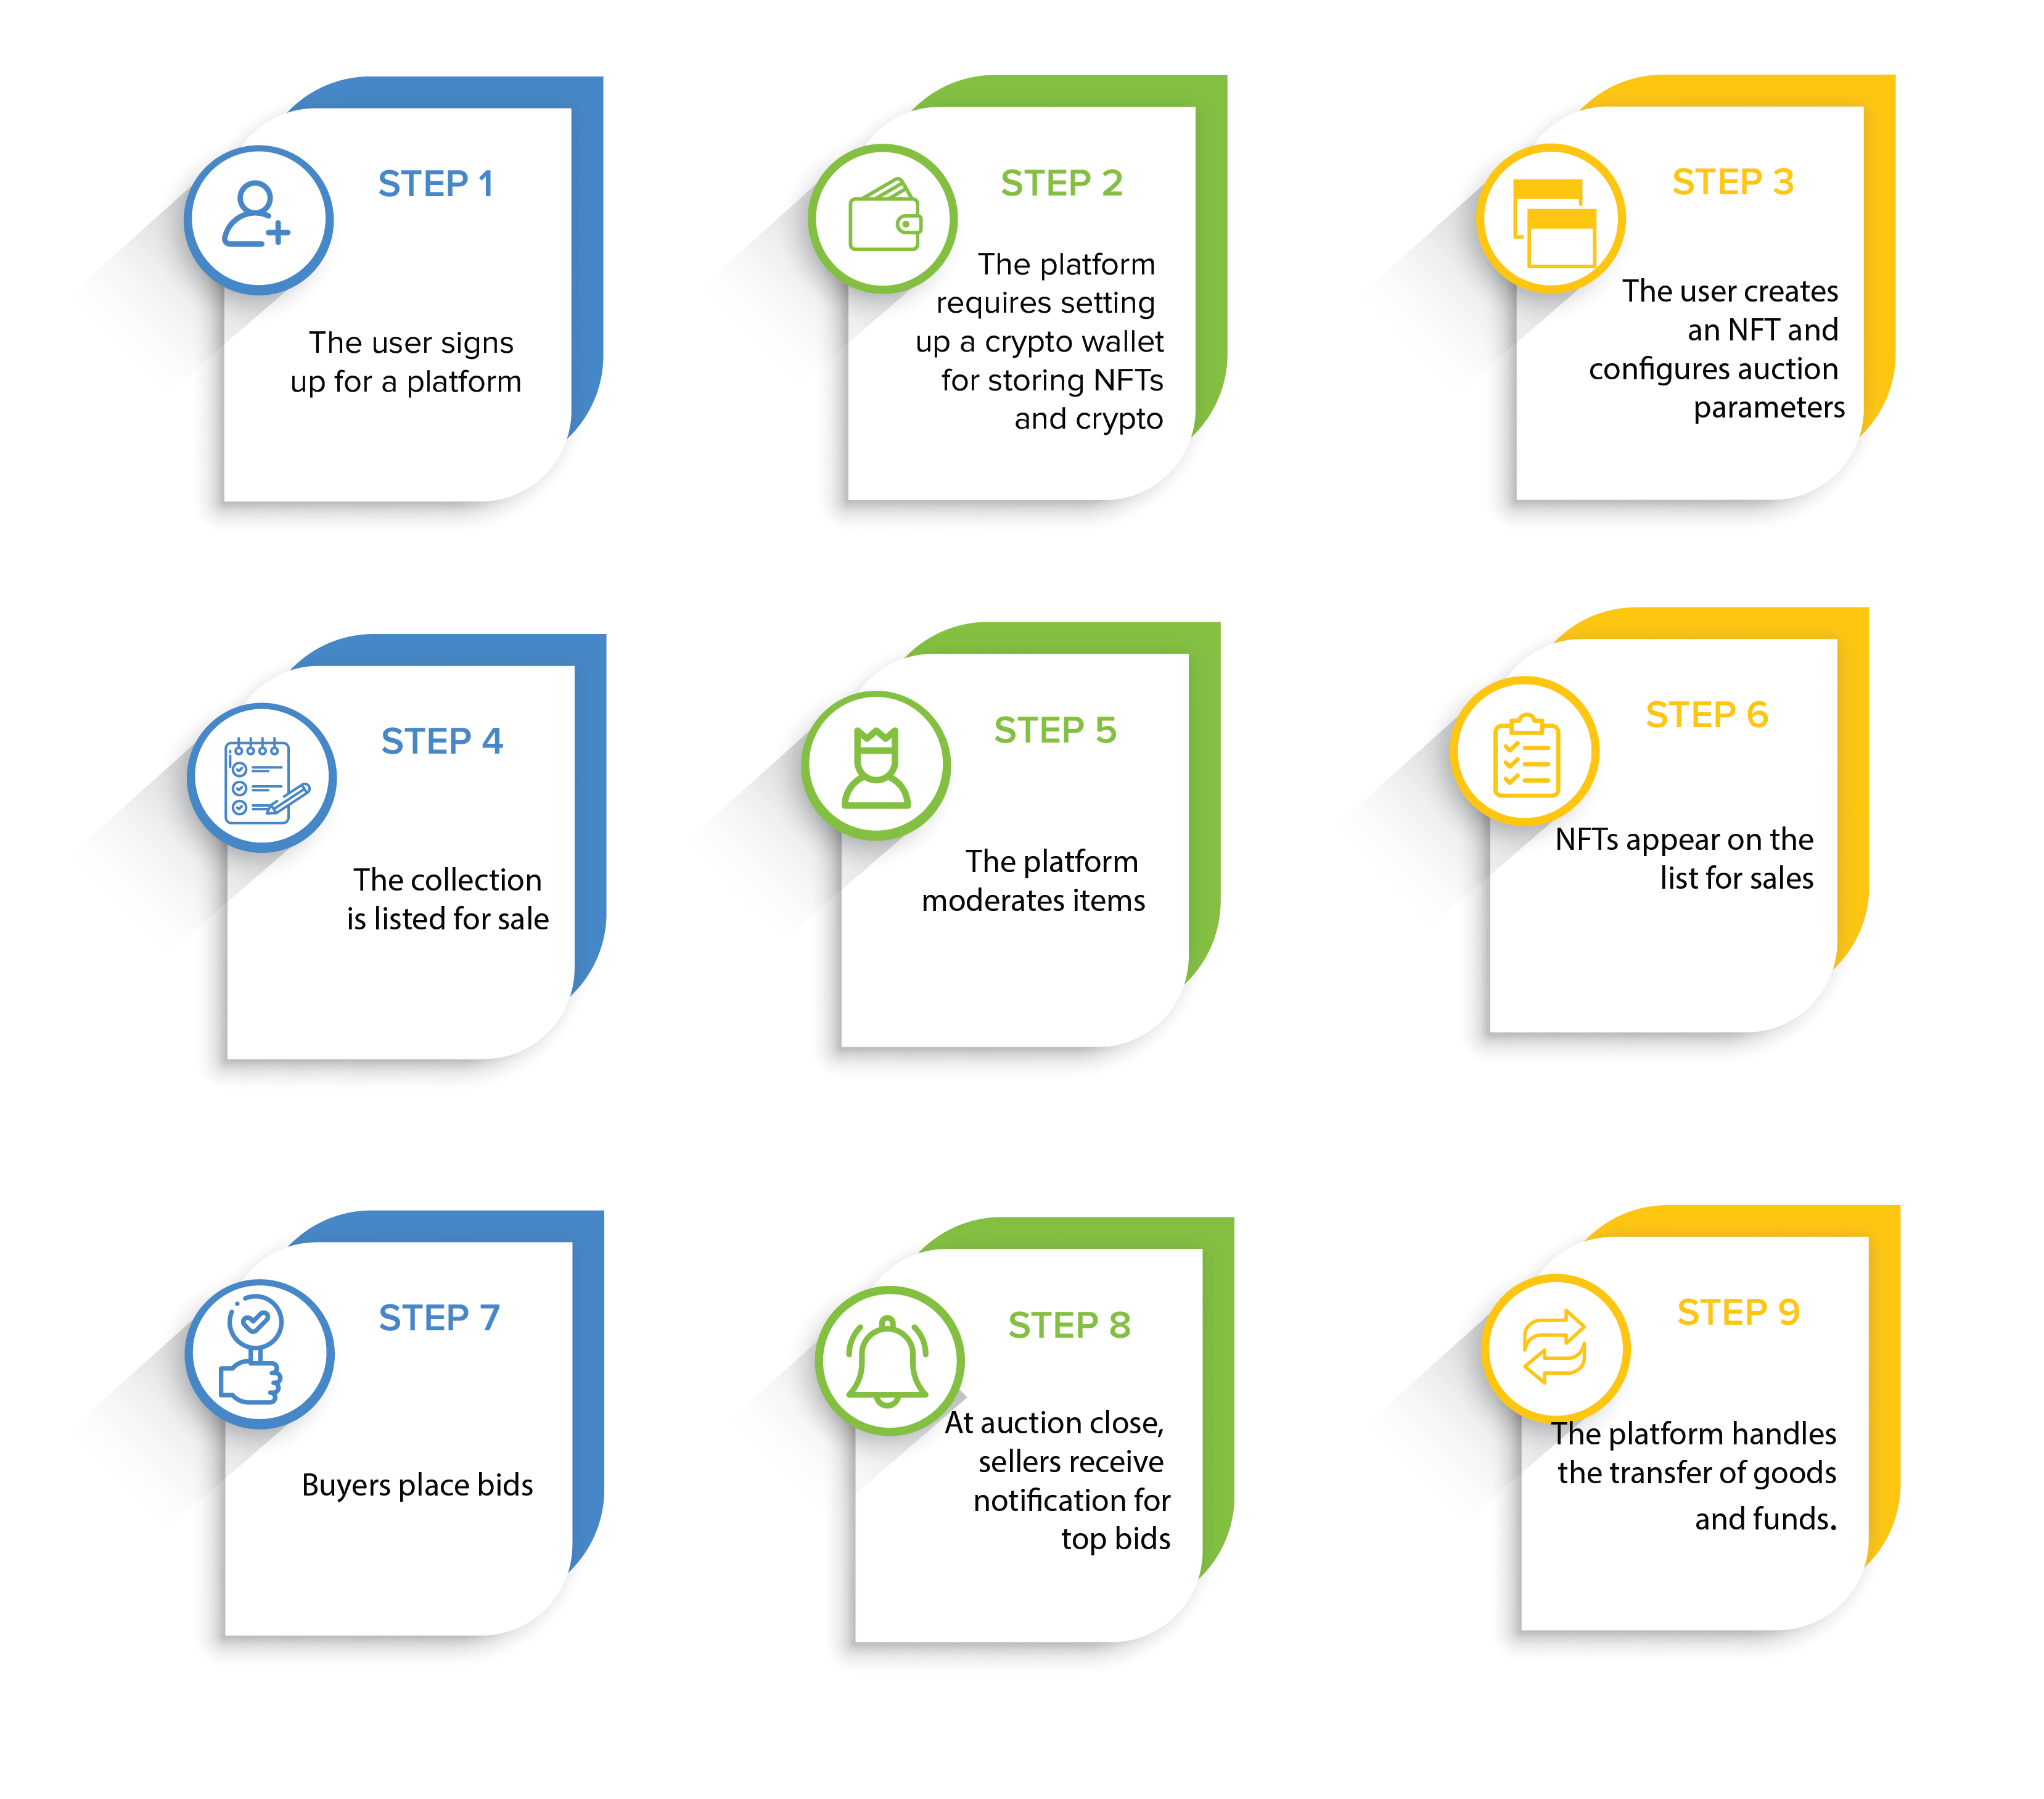 STEP 1
The user signs
up for a platform
STEP 2
The platform
requires setting
up a crypto wallet
for storing NFTs
and crypto
STEP 3
The user creates
an NFT and
configures auction
parameters
STEP 4
The collection
is listed for sale
STEP 5
The platform
moderates items
STEP 6
NFTs appear on the
list for sales
STEP 7
Buyers place bids
STEP 8
At auction close,
sellers receive
notification for
top bids
STEP 9
The platform handles
the transfer of goods
and funds.